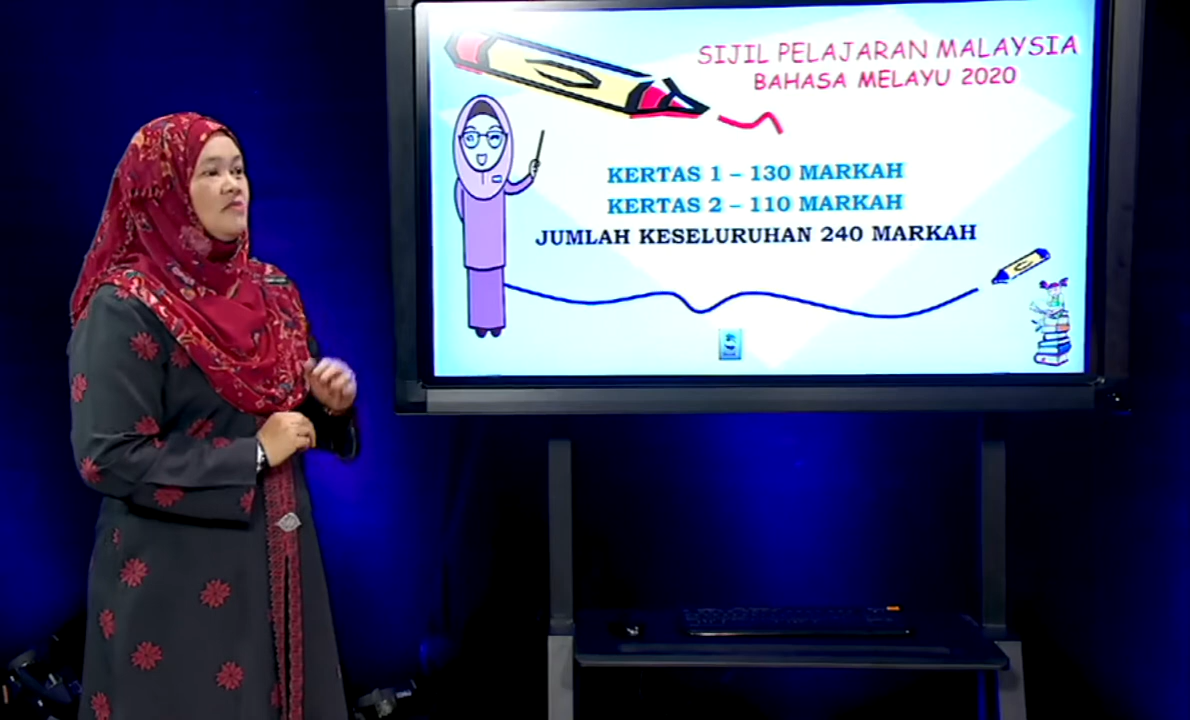 SIJIL PELAJARAN MALAYSIA
BAHASA MELAYU 2020
KERTAS 1 – 130 MARKAH
KERTAS 2 – 110 MARKAH
JUMLAH KESELURUHAN 240 MARKAH